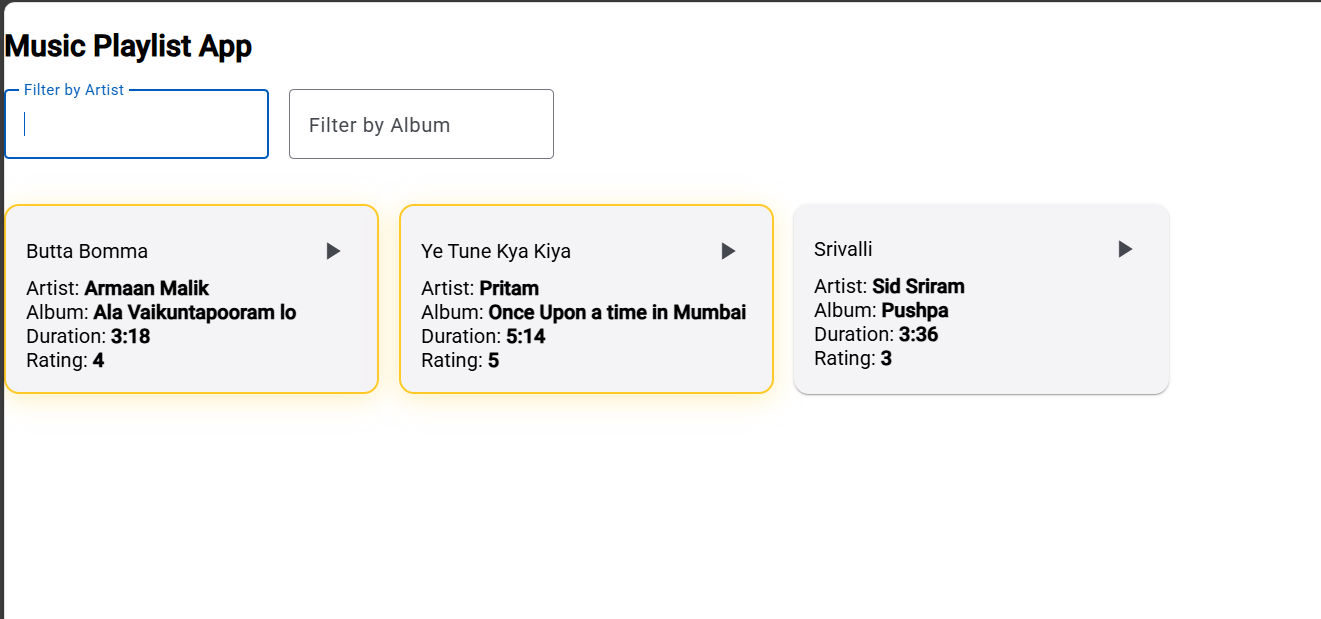 Music Playlist App
Filter by Artist
Filter by Album
Butta Bomma
Artist: Armaan Malik
Album: Ala Vaikuntapooram lo
Duration: 3:18
Rating: 4
Ye Tune Kya Kiya
Artist: Pritam
Album: Once Upon a time in Mumbai
Duration: 5:14
Rating: 5
Srivalli
Artist: Sid Sriram
Album: Pushpa
Duration: 3:36
Rating: 3